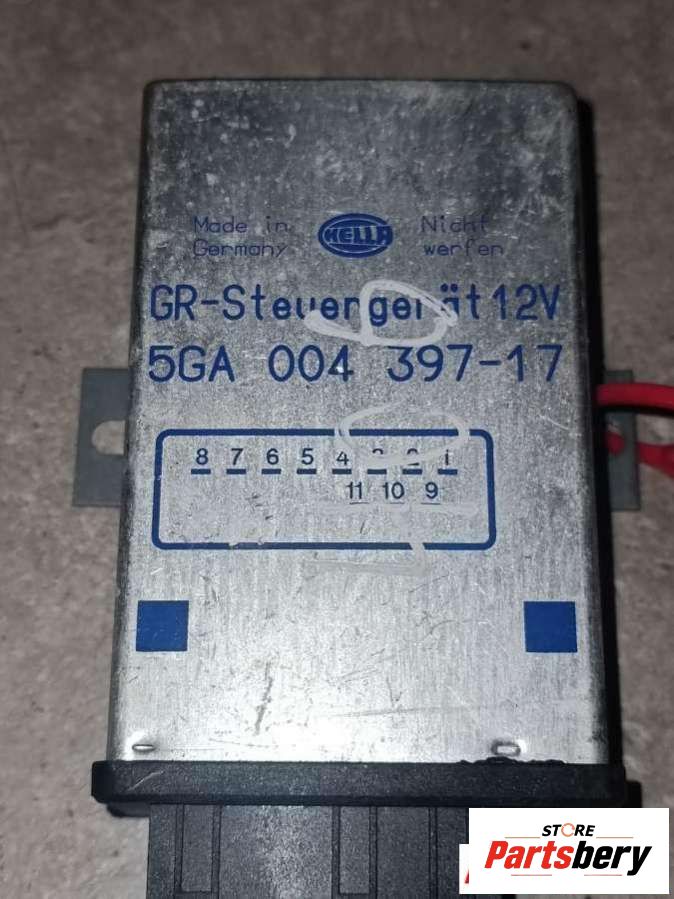 Made in HELLA Nicht
Germany werfen
GR-Steuergerät 12V
5GA 004 397-17
8 7 6 5 4 3 2 1
11 10 9
STORE
Partsbery